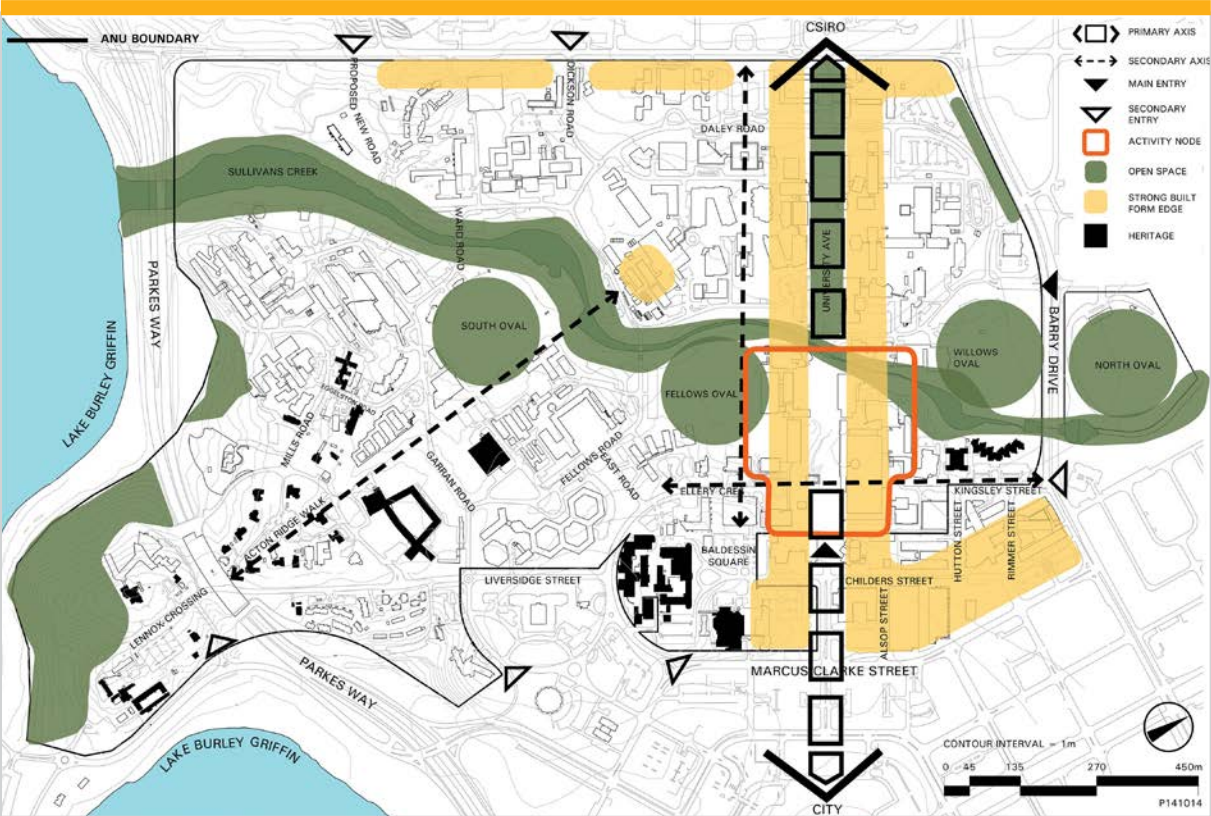 ANU BOUNDARY
CSIRO
PRIMARY AXIS
SECONDARY AXIS
MAIN ENTRY
SECONDARY
ENTRY
ACTIVITY NODE
OPEN SPACE
STRONG BUILT
FORM EDGE
HERITAGE
PROPOSED NEW ROAD
DICKSON ROAD
DALEY ROAD
SULLIVANS CREEK
WARD ROAD
UNIVERSITY AVE
PARKES WAY
LAKE BURLEY GRIFFIN
SOUTH OVAL
FELLOWS OVAL
WILLOWS
OVAL
BARRY DRIVE
NORTH OVAL
MILLS ROAD
GARRAN ROAD
FELLOWS ROAD
EAST ROAD
ELLERY CRES
KINGSLEY STREET
ACTON RIDGE WALK
BALDESSIN
SQUARE
HUTTON STREET
RIMMER STREET
LIVERSIDGE STREET
CHILDERS STREET
ALSOP STREET
LENNOX CROSSING
MARCUS CLARKE STREET
PARKES WAY
LAKE BURLEY GRIFFIN
CONTOUR INTERVAL = 1m
0 45 135 270 450m
P141014
CITY